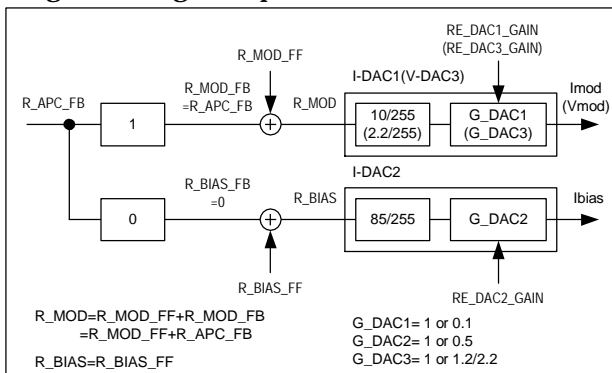 RE_DAC1_GAIN
(RE_DAC3_GAIN)
R_MOD_FF
I-DAC1(V-DAC3)
Imod
(Vmod)
R_APC_FB
R_MOD_FB
=R_APC_FB
R_MOD
1
10/255
(2.2/255)
G_DAC1
(G_DAC3)
I-DAC2
R_BIAS_FB
=0
R_BIAS
Ibias
0
85/255
G_DAC2
R_BIAS_FF
RE_DAC2_GAIN
R_MOD=R_MOD_FF+R_MOD_FB
=R_MOD_FF+R_APC_FB
R_BIAS=R_BIAS_FF
G_DAC1= 1 or 0.1
G_DAC2= 1 or 0.5
G_DAC3= 1 or 1.2/2.2